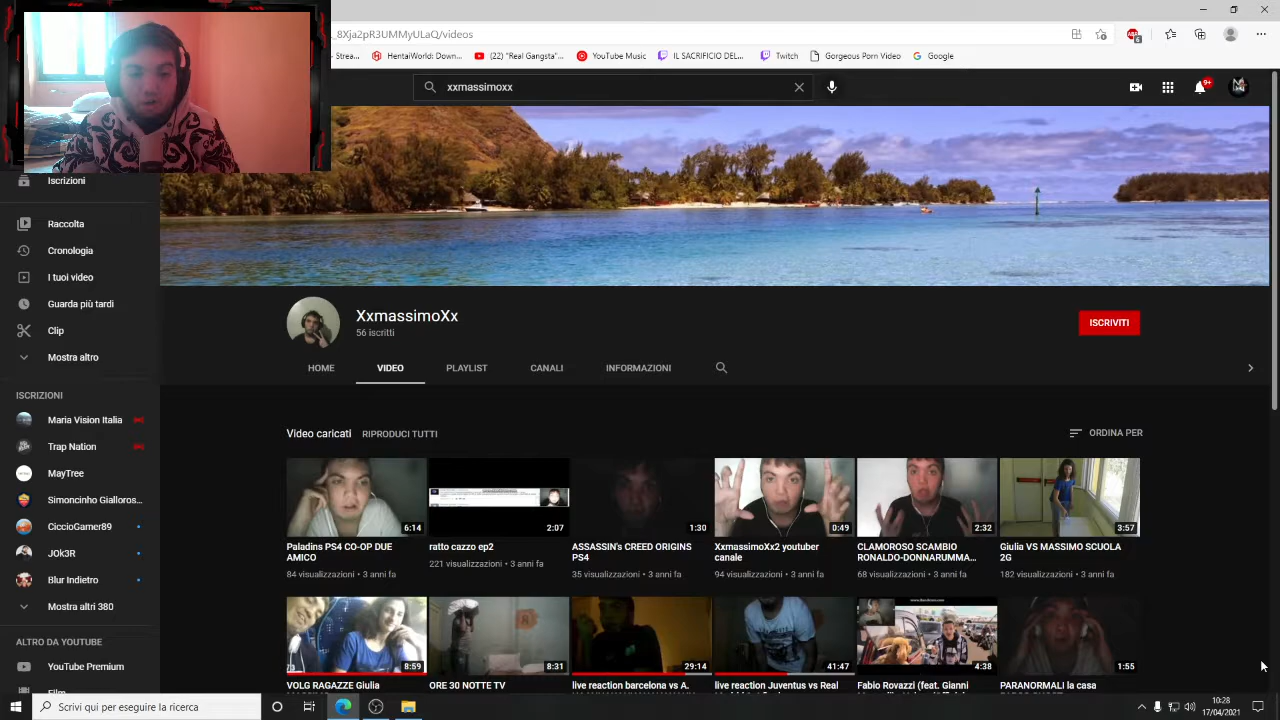 _8Xja2pR3UMMyULaQ/videos
Strea...
HentaiWorld: Down...
(22) "Real Gangsta"...
YouTube Music
IL SACRIFICIO DEL...
Twitch
Gorgeous Pdf Viewer
Google
6
xxmassimoxx
9+
Iscrizioni
Raccolta
Cronologia
I tuoi video
Guarda più tardi
Clip
Mostra altro
ISCRIZIONI
Maria Vision Italia
Trap Nation
MayTree
Simoncinho Gialloros...
CiccioGamer89
JOk3R
Blur Indietro
Mostra altri 380
ALTRO DA YOUTUBE
YouTube Premium
Film
XxmassimoXx
56 iscritti
ISCRIVITI
HOME
VIDEO
PLAYLIST
CANALI
INFORMAZIONI
Video caricati
RIPRODUCI TUTTI
ORDINA PER
6:14
Paladins PS4 CO-OP DUE
AMICO
84 visualizzazioni • 3 anni fa
2:07
ratto cazzo ep2
221 visualizzazioni • 3 anni fa
1:30
ASSASSIN's CREED ORIGINS
PS4
35 visualizzazioni • 3 anni fa
0:49
XxmassimoXx2 youtuber
canale
94 visualizzazioni • 3 anni fa
2:32
CLAMOROSO SCAMBIO
RONALDO-DONNARUMMA...
68 visualizzazioni • 3 anni fa
3:57
Giulia VS MASSIMO SCUOLA
2G
182 visualizzazioni • 3 anni fa
8:59
VOLG RAGAZZE Giulia
8:31
ORE 30 NOTTE TV
29:14
live reaction barcelona vs A.
41:47
live reaction Juventus vs Real
4:38
Fabio Rovazzi (feat. Gianni
1:55
PARANORMALI la casa
Scrivi qui per eseguire la ricerca
10:28
17/04/2021